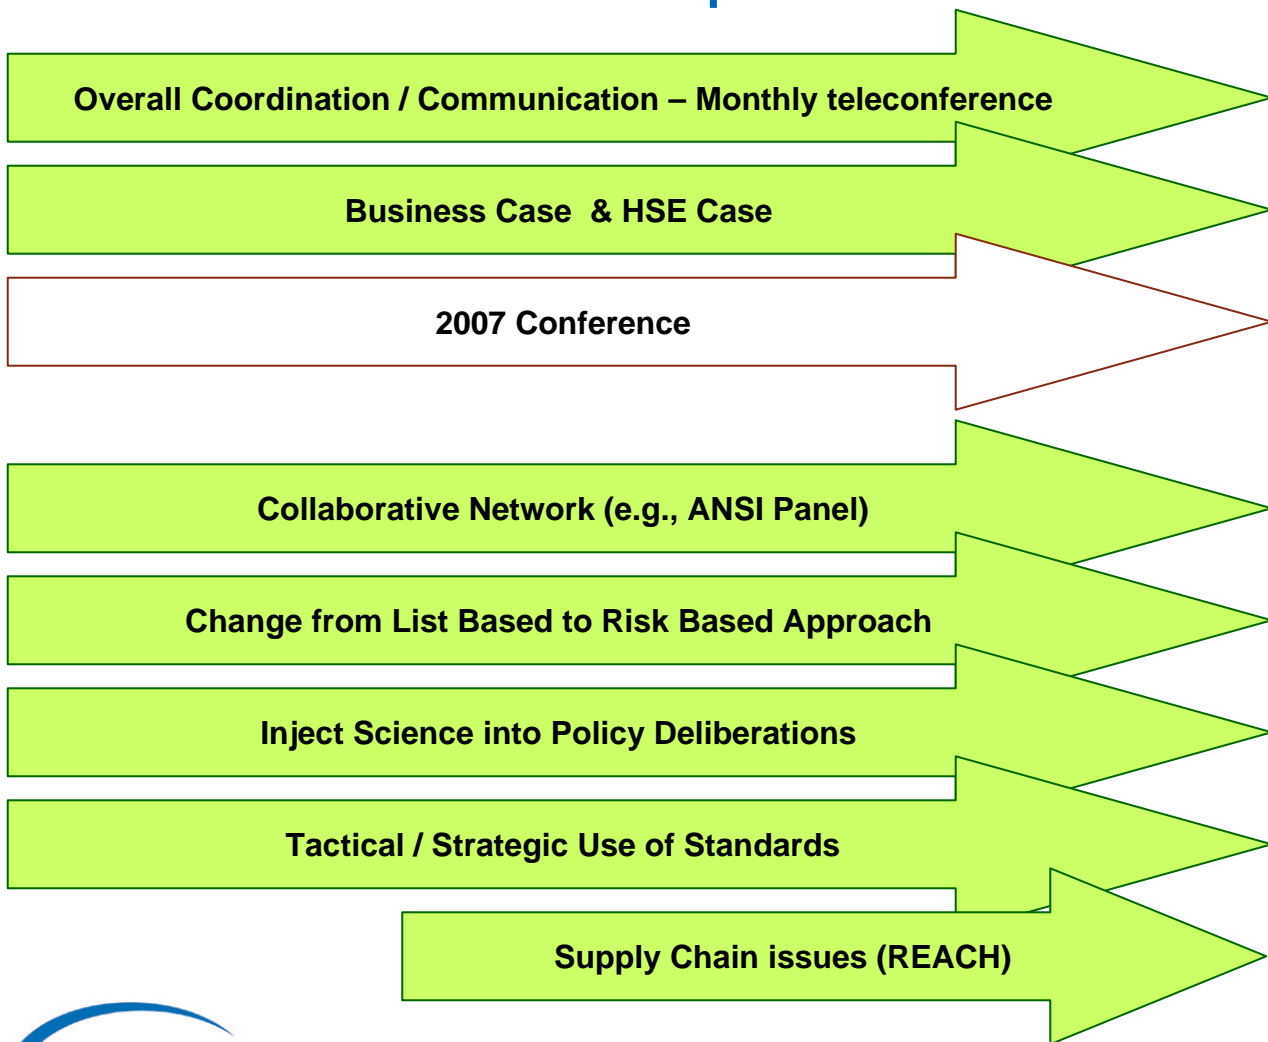 Overall Coordination / Communication – Monthly teleconference
Business Case & HSE Case
2007 Conference
Collaborative Network (e.g., ANSI Panel)
Change from List Based to Risk Based Approach
Inject Science into Policy Deliberations
Tactical / Strategic Use of Standards
Supply Chain issues (REACH)